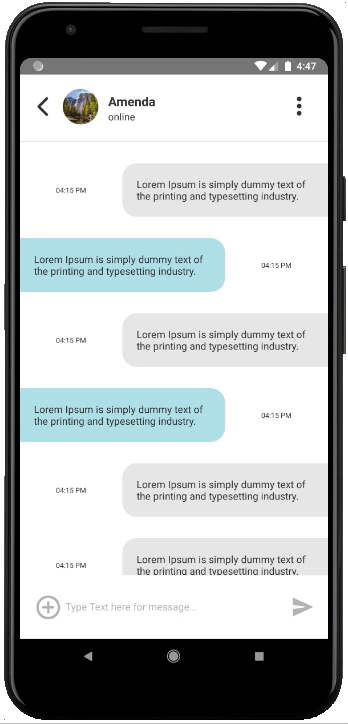 4:47
Amenda
online
04:15 PM
Lorem Ipsum is simply dummy text of
the printing and typesetting industry.
Lorem Ipsum is simply dummy text of
the printing and typesetting industry.
04:15 PM
04:15 PM
Lorem Ipsum is simply dummy text of
the printing and typesetting industry.
Lorem Ipsum is simply dummy text of
the printing and typesetting industry.
04:15 PM
04:15 PM
Lorem Ipsum is simply dummy text of
the printing and typesetting industry.
04:15 PM
Lorem Ipsum is simply dummy text of
the printing and typesetting industry.
Type Text here for message...